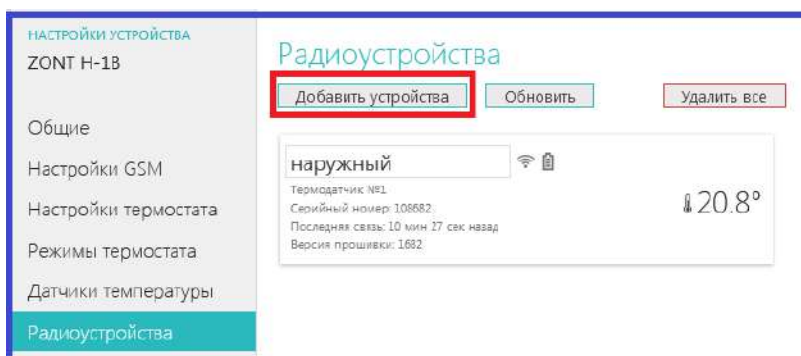 НАСТРОЙКИ УСТРОЙСТВА
ZONT H-1B
Общие
Настройки GSM
Настройки термостата
Режимы термостата
Датчики температуры
Радиоустройства
Радиоустройства
Добавить устройства
Обновить
Удалить все
наружный
Термодатчик №1
Серийный номер: 108682
Последняя связь: 10 мин 27 сек назад
Версия прошивки: 1682
20.8°